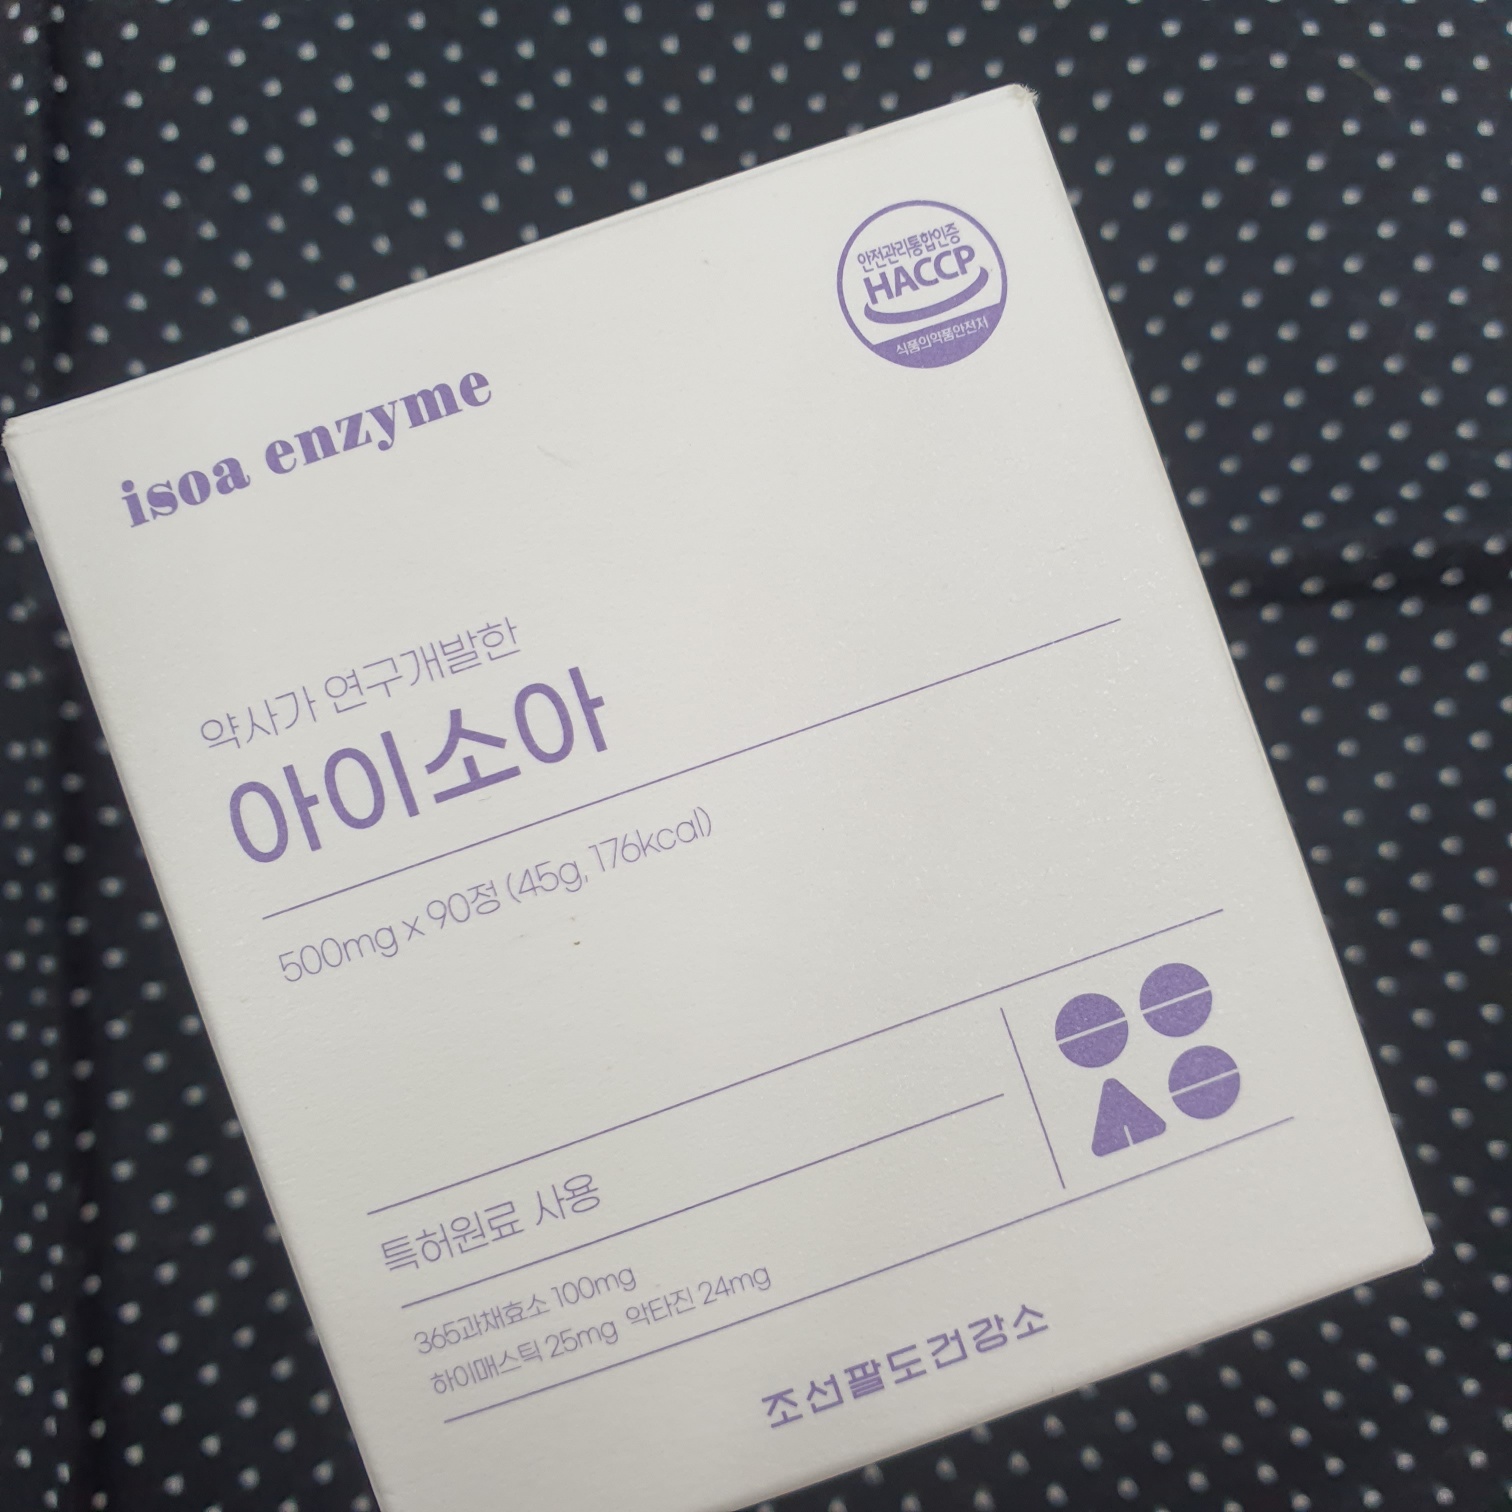 안전관리통합인증
HACCP
식품의약품안전처
isoa enzyme
약사가 연구개발한
아이소아
500mg x 90정 (45g, 176kcal)
특허원료 사용
365과채효소 100mg
하이매스틱 25mg 악타진 24mg
조선팔도건강소